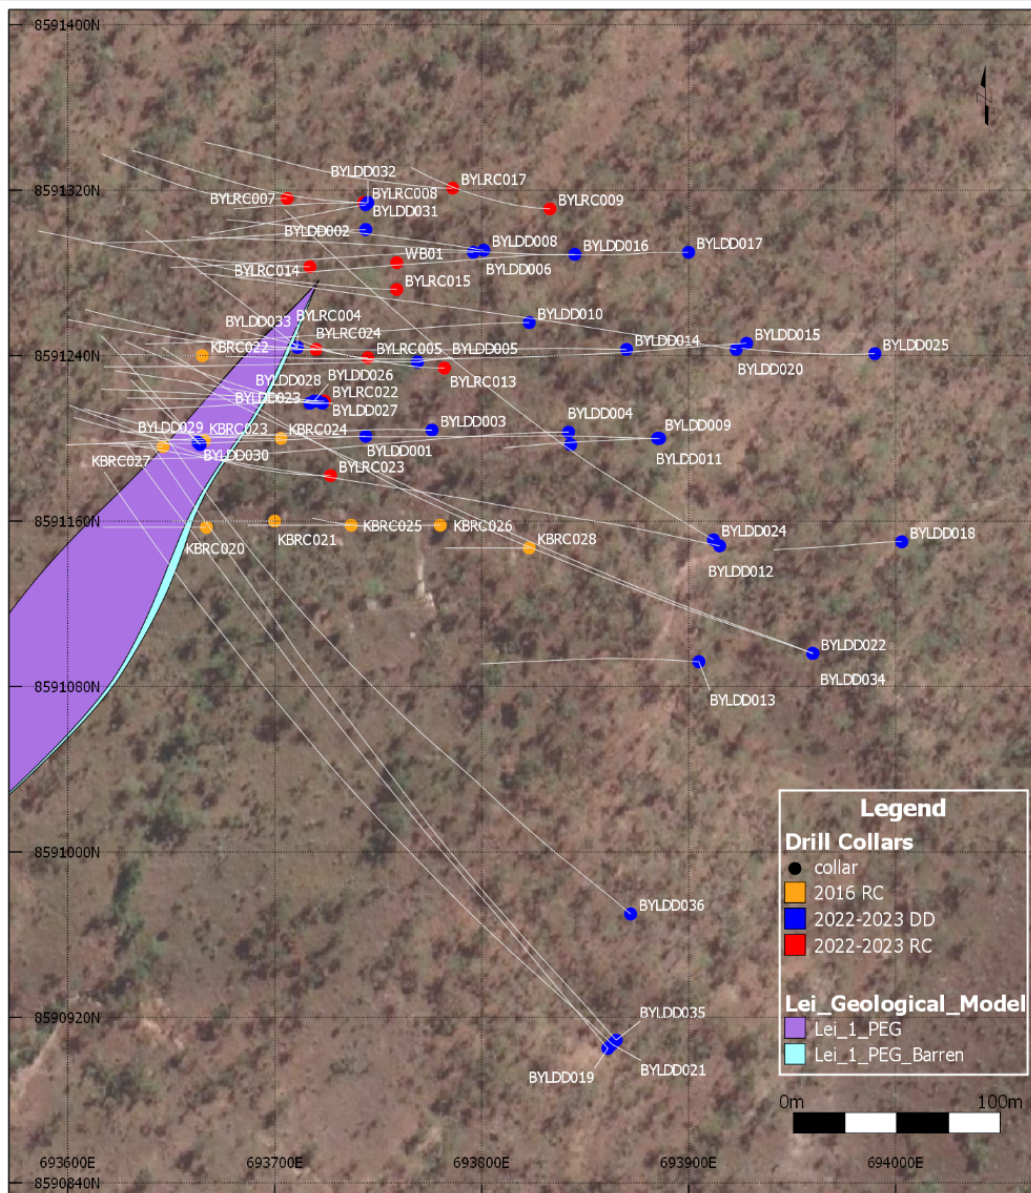 8591400N
BYLDD032
BYLRC017
8591320N
BYLRC007
BYLRC008
BYLRC009
BYLDD031
BYLDD002
BYLDD008
BYLDD016
BYLDD017
WB01
BYLRC014
BYLDD006
BYLRC015
BYLRC004
BYLDD033
BYLDD010
BYLRC024
BYLDD015
8591240N
KBRC022
BYLRC005
BYLDD005
BYLDD014
BYLDD025
BYLDD020
BYLDD026
BYLDD028
BYLRC013
BYLDD023
BYLRC022
BYLDD027
BYLDD029
KBRC023
KBRC024
BYLDD003
BYLDD004
BYLDD009
KBRC027
BYLDD030
BYLDD001
BYLDD011
BYLRC023
8591160N
KBRC020
KBRC021
KBRC025
KBRC026
KBRC028
BYLDD024
BYLDD018
BYLDD012
8591080N
BYLDD022
BYLDD034
BYLDD013
8591000N
BYLDD036
8590920N
BYLDD035
BYLDD019
BYLDD021
Legend
Drill Collars
collar
2016 RC
2022-2023 DD
2022-2023 RC
Lei_Geological_Model
Lei_1_PEG
Lei_1_PEG_Barren
0m 100m
693600E 693700E 693800E 693900E 694000E
8590840N